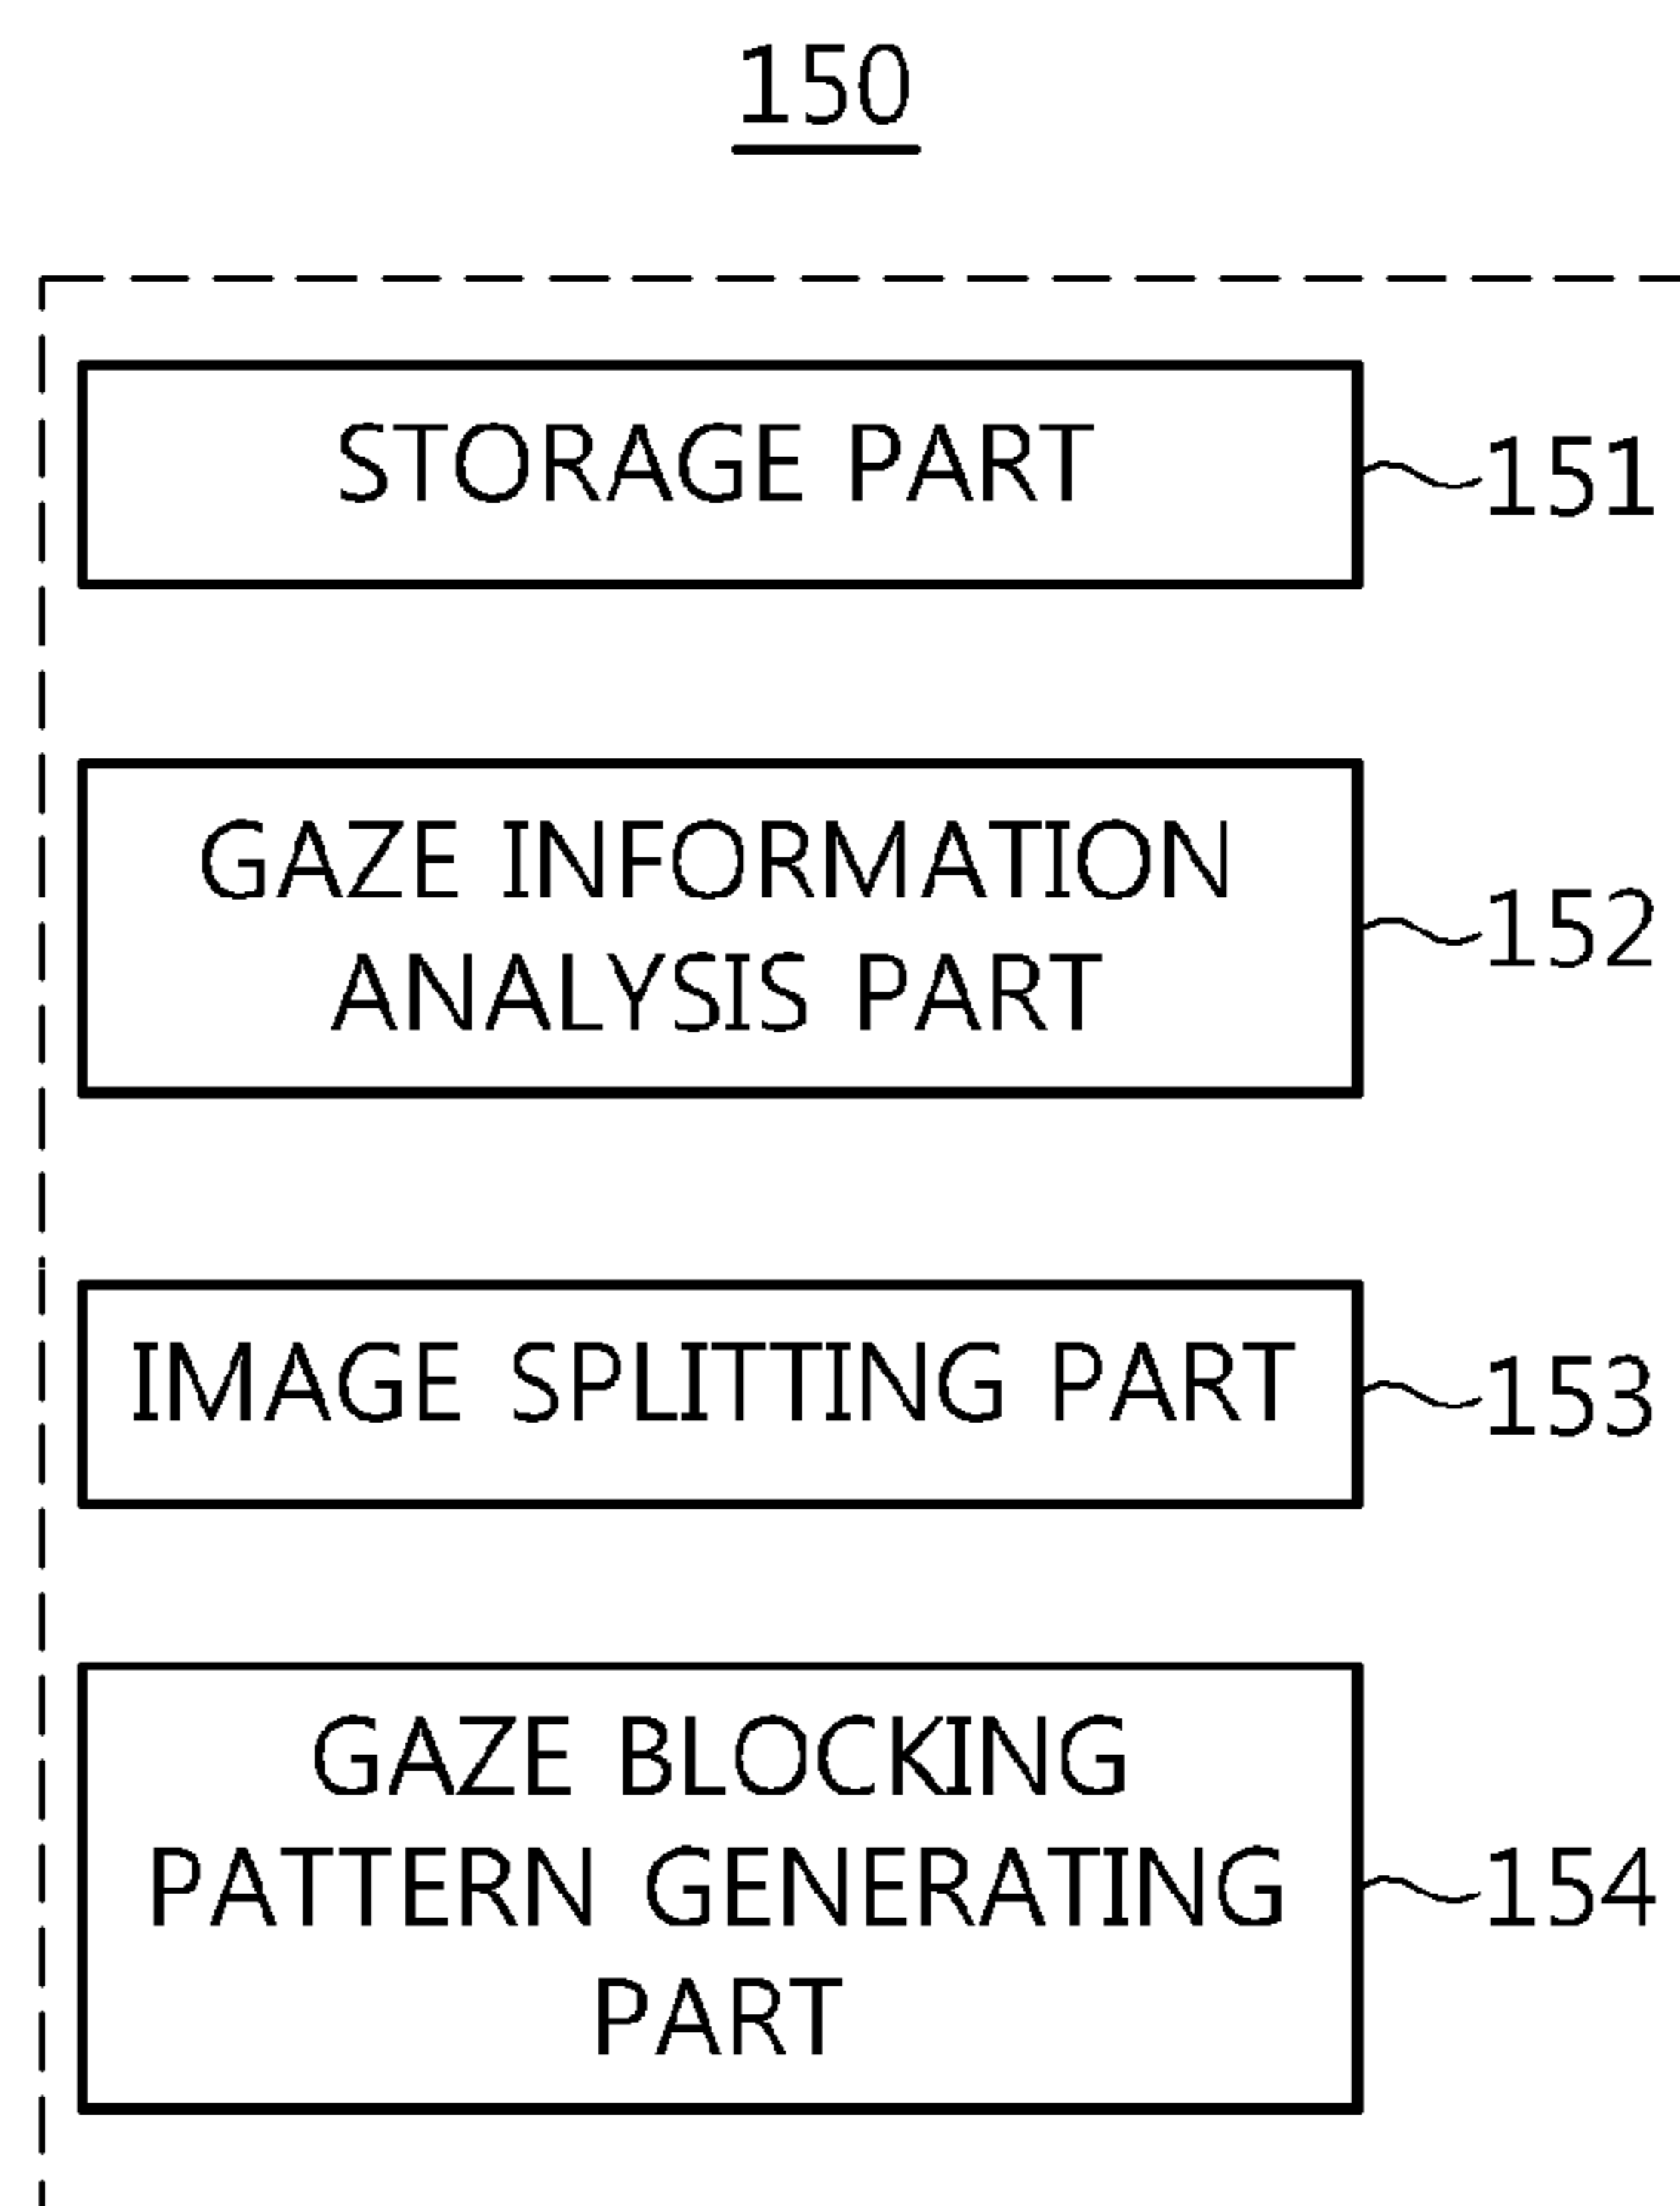 150
STORAGE PART
151
GAZE INFORMATION
ANALYSIS PART
152
IMAGE SPLITTING PART
153
GAZE BLOCKING
PATTERN GENERATING
PART
154